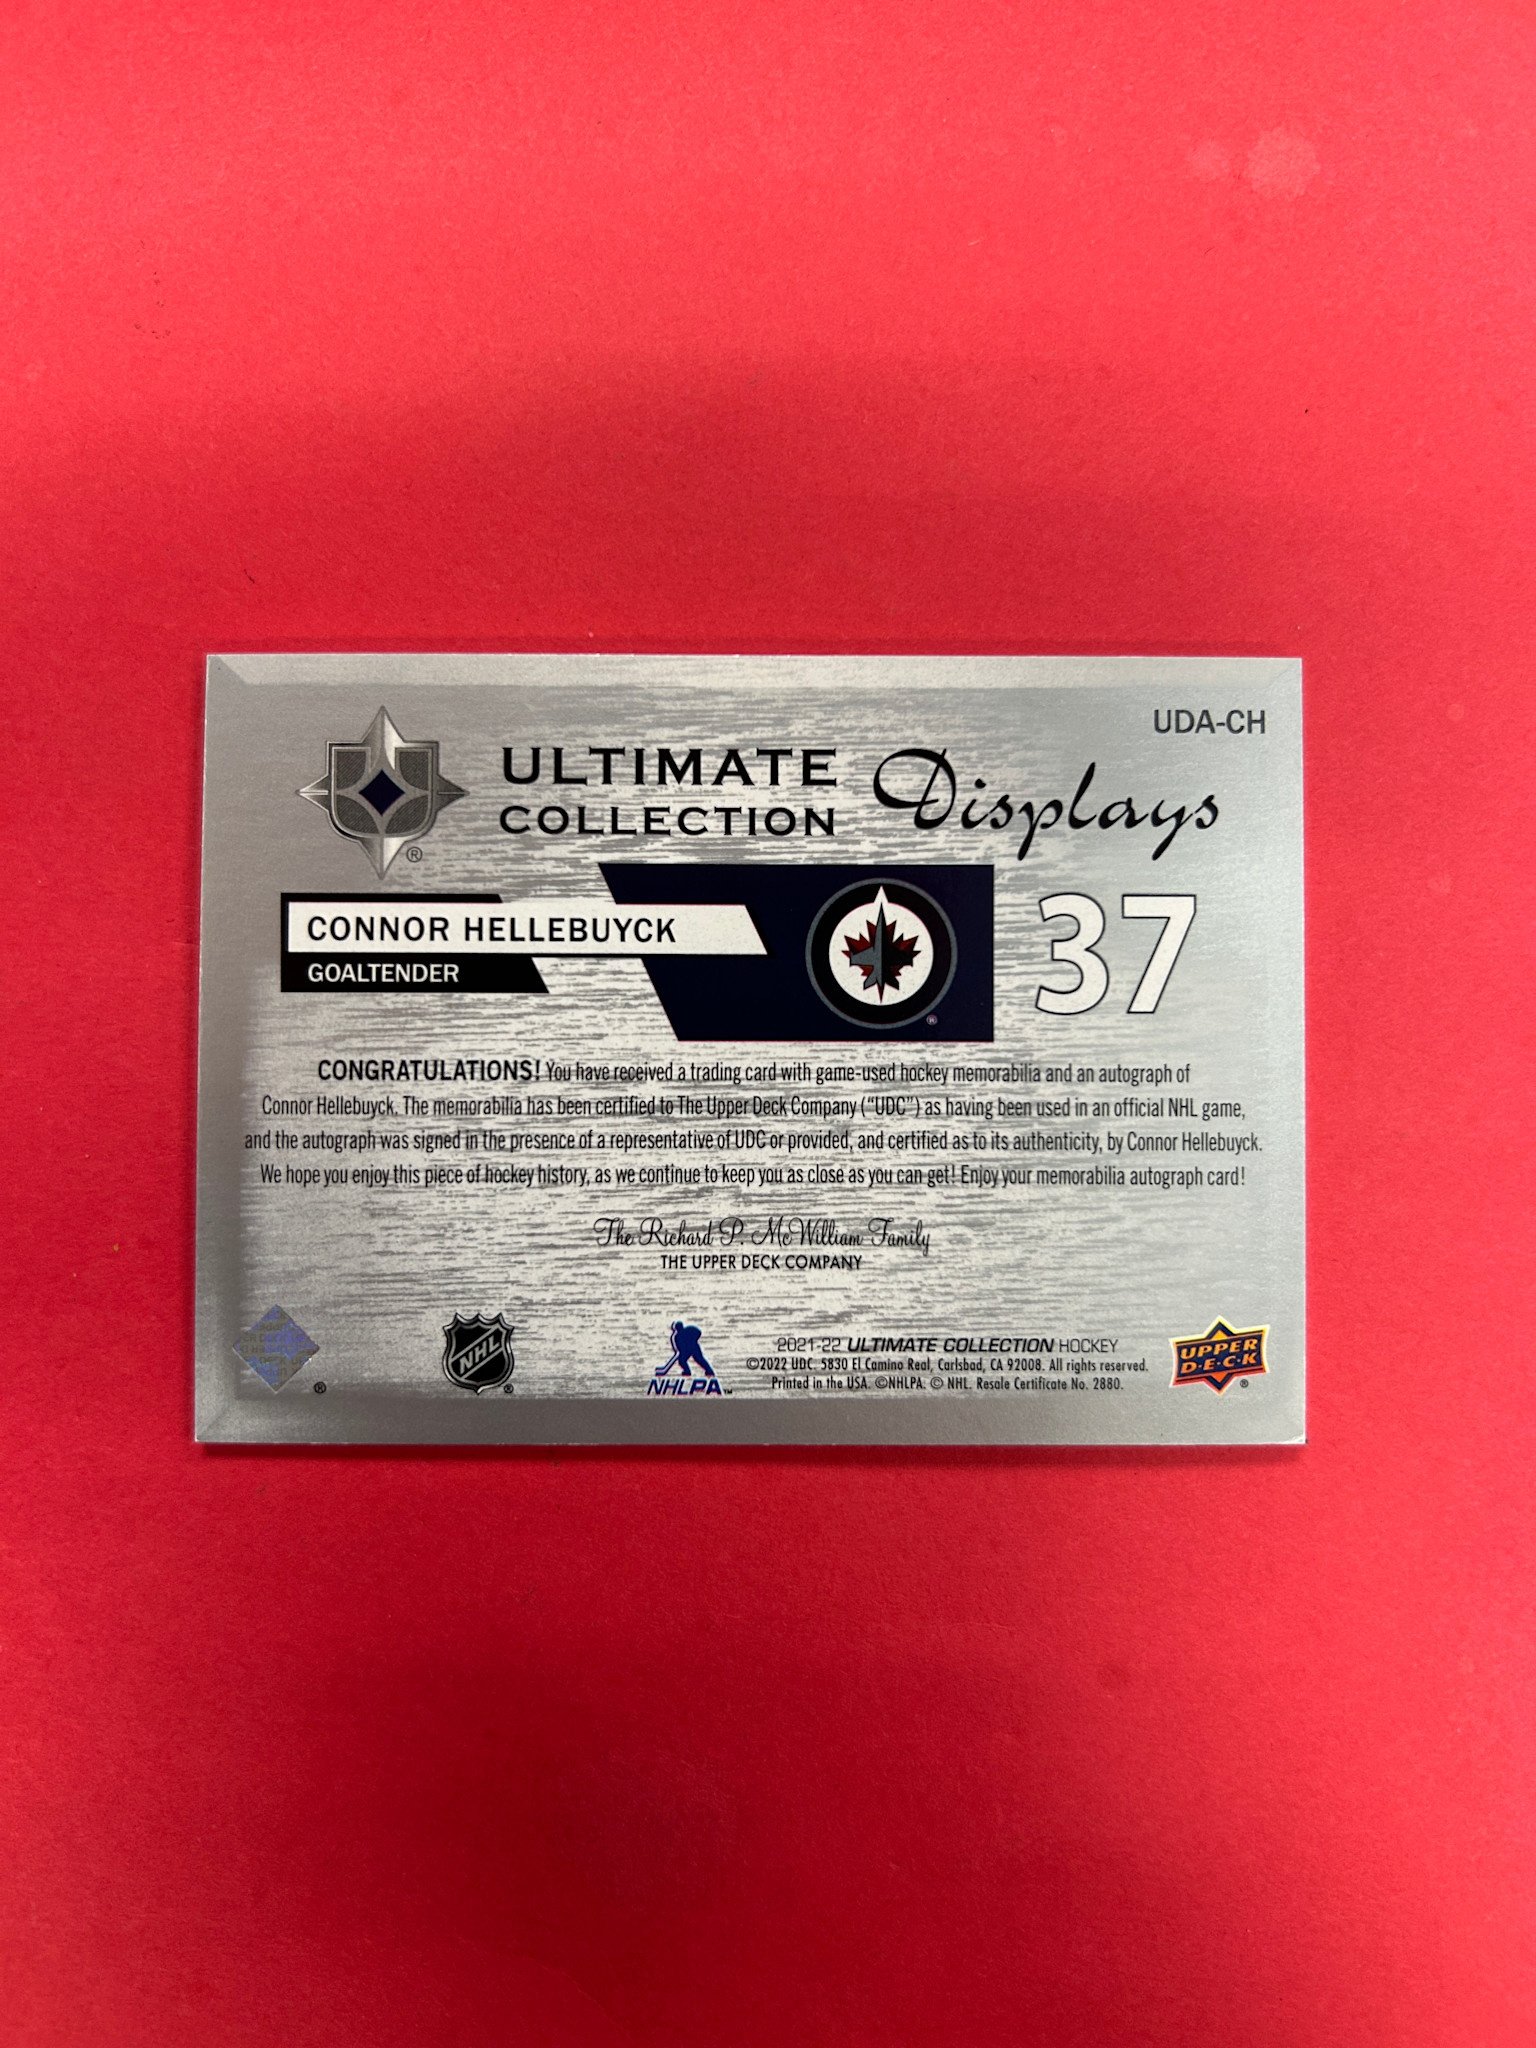 UDA-CH
ULTIMATE
COLLECTION
Displays
®
CONNOR HELLEBUYCK
GOALTENDER
®
37
CONGRATULATIONS! You have received a trading card with game-used hockey memorabilia and an autograph of
Connor Hellebuyck. The memorabilia has been certified to The Upper Deck Company (“UDC”) as having been used in an official NHL game,
and the autograph was signed in the presence of a representative of UDC or provided, and certified as to its authenticity, by Connor Hellebuyck.
We hope you enjoy this piece of hockey history, as we continue to keep you as close as you can get! Enjoy your memorabilia autograph card!
The Richard P. McWilliam Family
THE UPPER DECK COMPANY
®
NHL
®
NHLPA™
2021-22 ULTIMATE COLLECTION HOCKEY
©2022 UDC. 5830 El Camino Real, Carlsbad, CA 92008. All rights reserved.
Printed in the USA. ©NHLPA. © NHL. Resale Certificate No. 2880.
UPPER
D·E·C·K
®